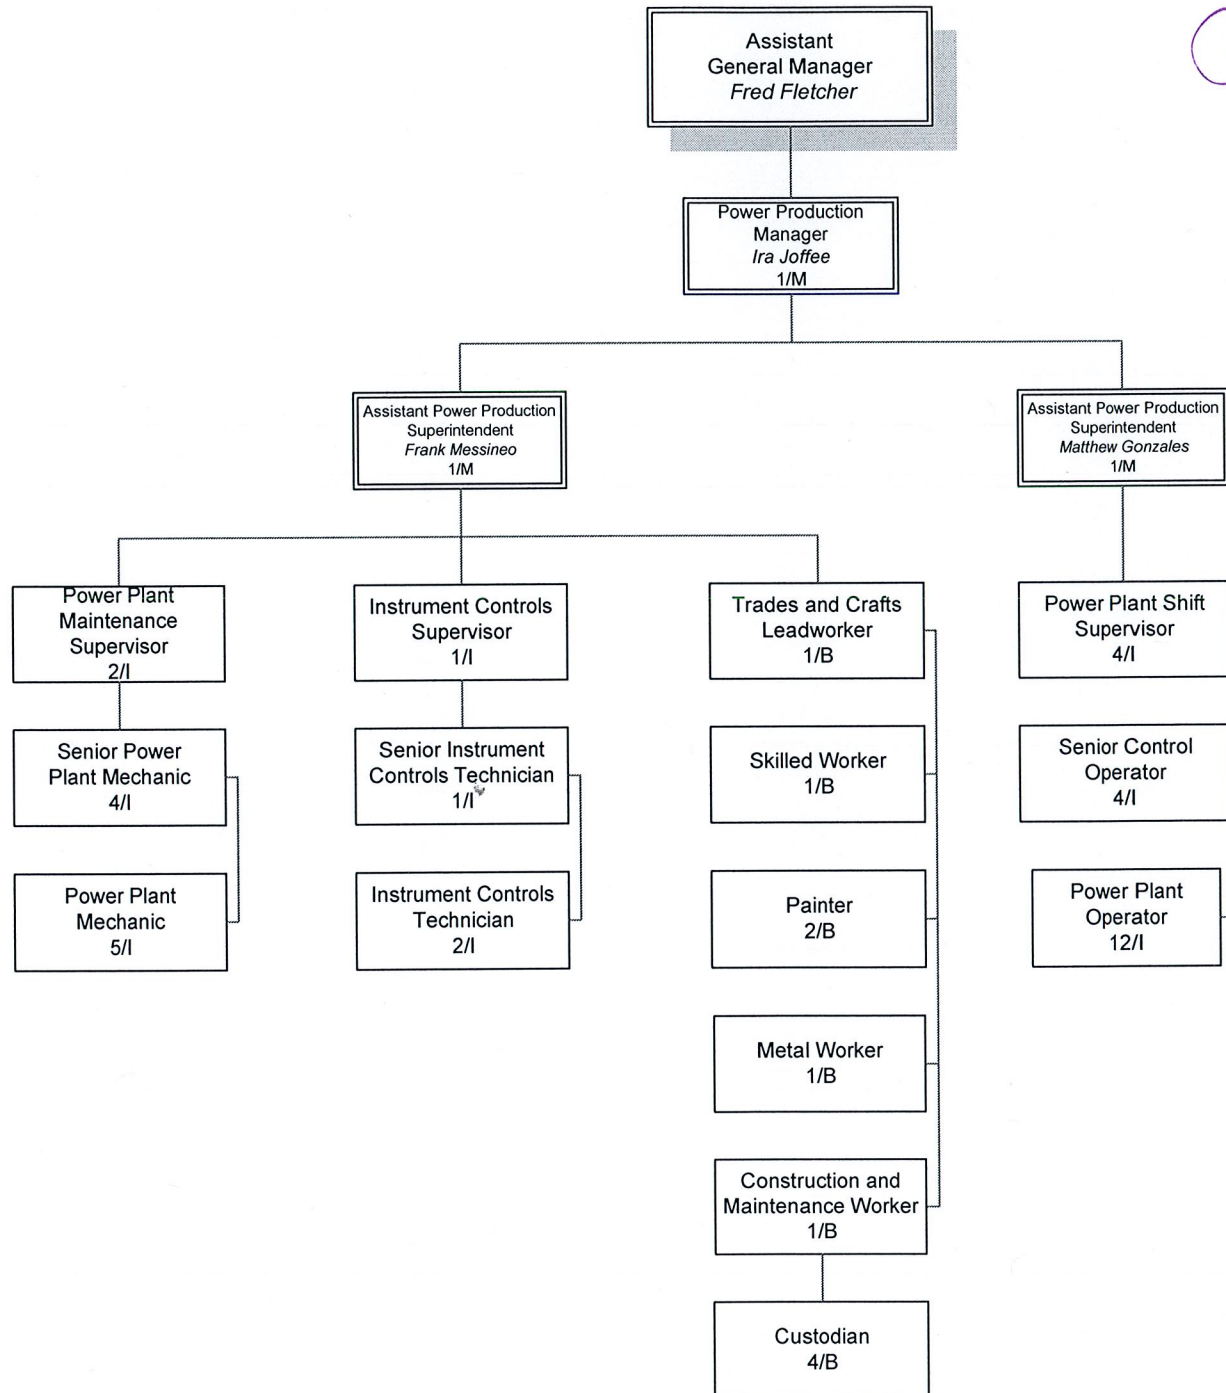 Assistant
General Manager
Fred Fletcher
Power Production
Manager
Ira Joffee
1/M
Assistant Power Production
Superintendent
Frank Messineo
1/M
Assistant Power Production
Superintendent
Matthew Gonzales
1/M
Power Plant
Maintenance
Supervisor
2/I
Instrument Controls
Supervisor
1/I
Trades and Crafts
Leadworker
1/B
Power Plant Shift
Supervisor
4/I
Senior Power
Plant Mechanic
4/I
Senior Instrument
Controls Technician
1/I
Skilled Worker
1/B
Senior Control
Operator
4/I
Power Plant
Mechanic
5/I
Instrument Controls
Technician
2/I
Painter
2/B
Power Plant
Operator
12/I
Metal Worker
1/B
Construction and
Maintenance Worker
1/B
Custodian
4/B